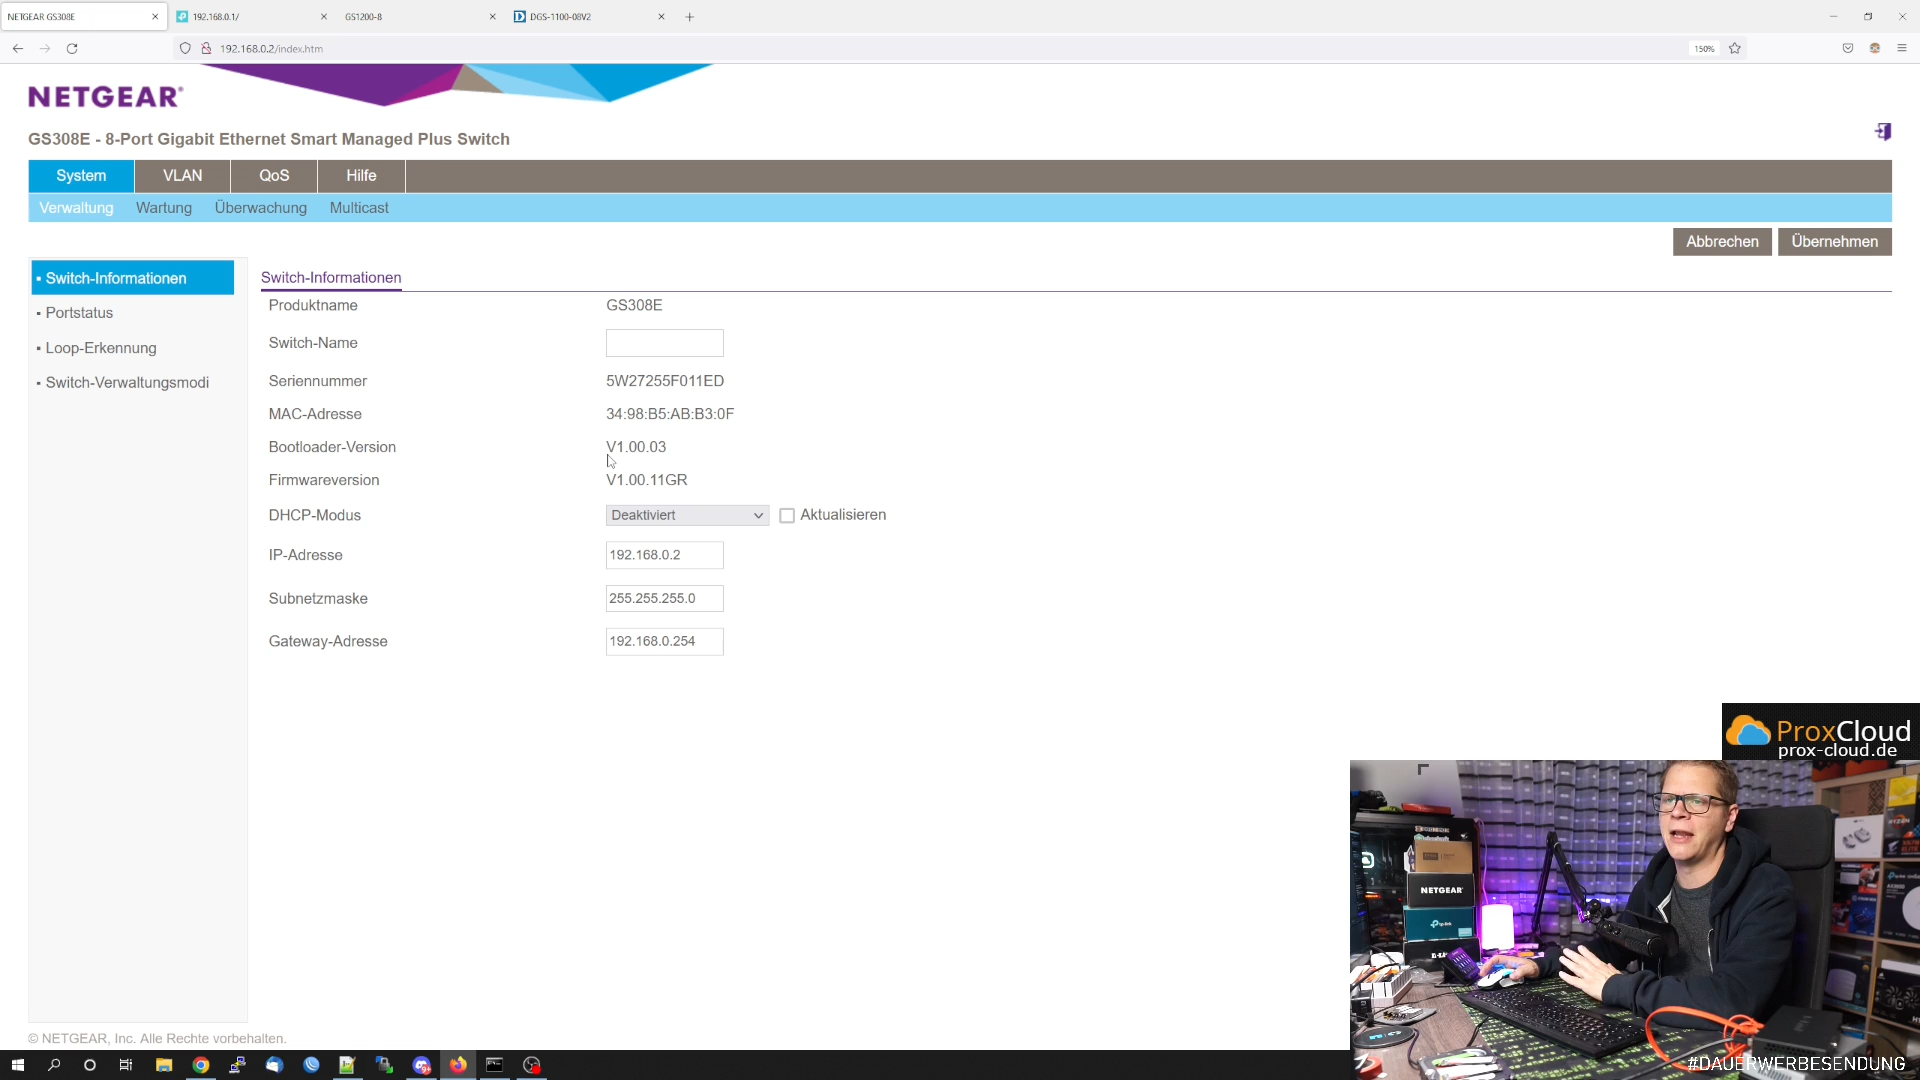 NETGEAR GS308E
192.168.0.1/
GS1200-8
DGS-1100-08V2
192.168.0.2/index.htm
150%
NETGEAR®
GS308E - 8-Port Gigabit Ethernet Smart Managed Plus Switch
System
VLAN
QoS
Hilfe
Verwaltung
Wartung
Überwachung
Multicast
Abbrechen
Übernehmen
Switch-Informationen
Portstatus
Loop-Erkennung
Switch-Verwaltungsmodi
Switch-Informationen
Produktname GS308E
Switch-Name
Seriennummer 5W27255F011ED
MAC-Adresse 34:98:B5:AB:B3:0F
Bootloader-Version V1.00.03
Firmwareversion V1.00.11GR
DHCP-Modus Deaktiviert Aktualisieren
IP-Adresse 192.168.0.2
Subnetzmaske 255.255.255.0
Gateway-Adresse 192.168.0.254
ProxCloud
prox-cloud.de
NETGEAR
tp-link
RYZEN
© NETGEAR, Inc. Alle Rechte vorbehalten.
#DAUERWERBESENDUNG